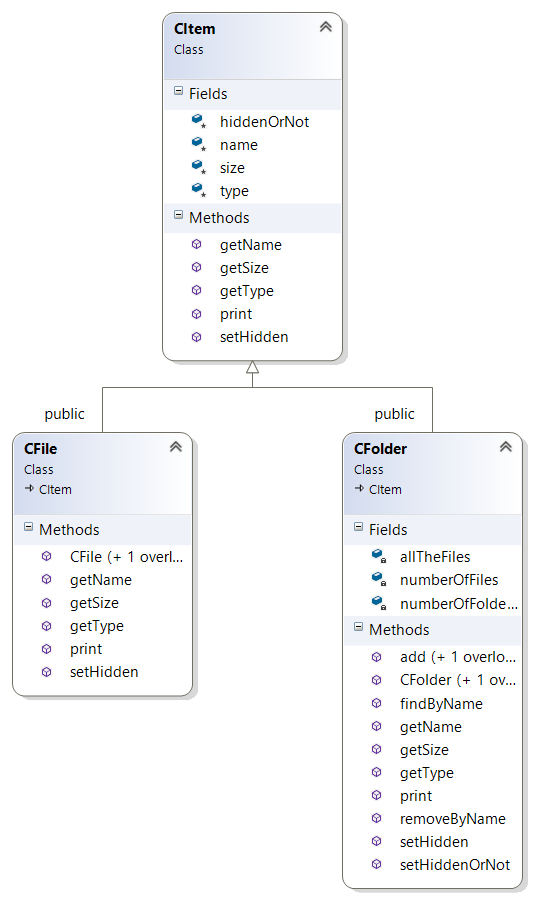 CItem
Class
Fields
hiddenOrNot
name
size
type
Methods
getName
getSize
getType
print
setHidden
public
public
CFile
Class
CItem
Methods
CFile (+ 1 overl...
getName
getSize
getType
print
setHidden
CFolder
Class
CItem
Fields
allTheFiles
numberOfFiles
numberOfFolde...
Methods
add (+ 1 overlo...
CFolder (+ 1 ov...
findByName
getName
getSize
getType
print
removeByName
setHidden
setHiddenOrNot